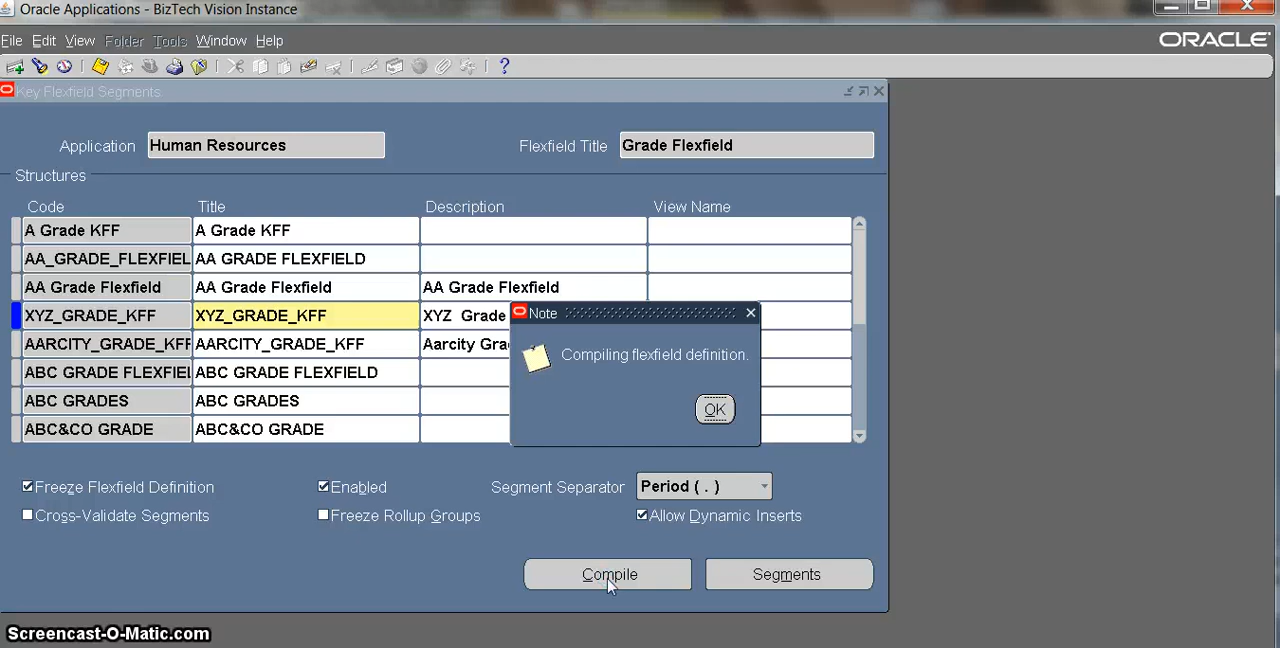 Oracle Applications - BizTech Vision Instance
File Edit View Folder Tools Window Help
ORACLE
Key Flexfield Segments
Application Human Resources Flexfield Title Grade Flexfield
Structures
Code Title Description View Name
A Grade KFF A Grade KFF
AA_GRADE_FLEXFIEL AA GRADE FLEXFIELD
AA Grade Flexfield AA Grade Flexfield AA Grade Flexfield
XYZ_GRADE_KFF XYZ_GRADE_KFF XYZ Grade
AARCITY_GRADE_KFF AARCITY_GRADE_KFF Aarcity Gra
ABC GRADE FLEXFIEL ABC GRADE FLEXFIELD
ABC GRADES ABC GRADES
ABC&CO GRADE ABC&CO GRADE
Note
Compiling flexfield definition.
OK
Freeze Flexfield Definition Enabled Segment Separator Period ( . )
Cross-Validate Segments Freeze Rollup Groups Allow Dynamic Inserts
Compile Segments
Screencast-O-Matic.com